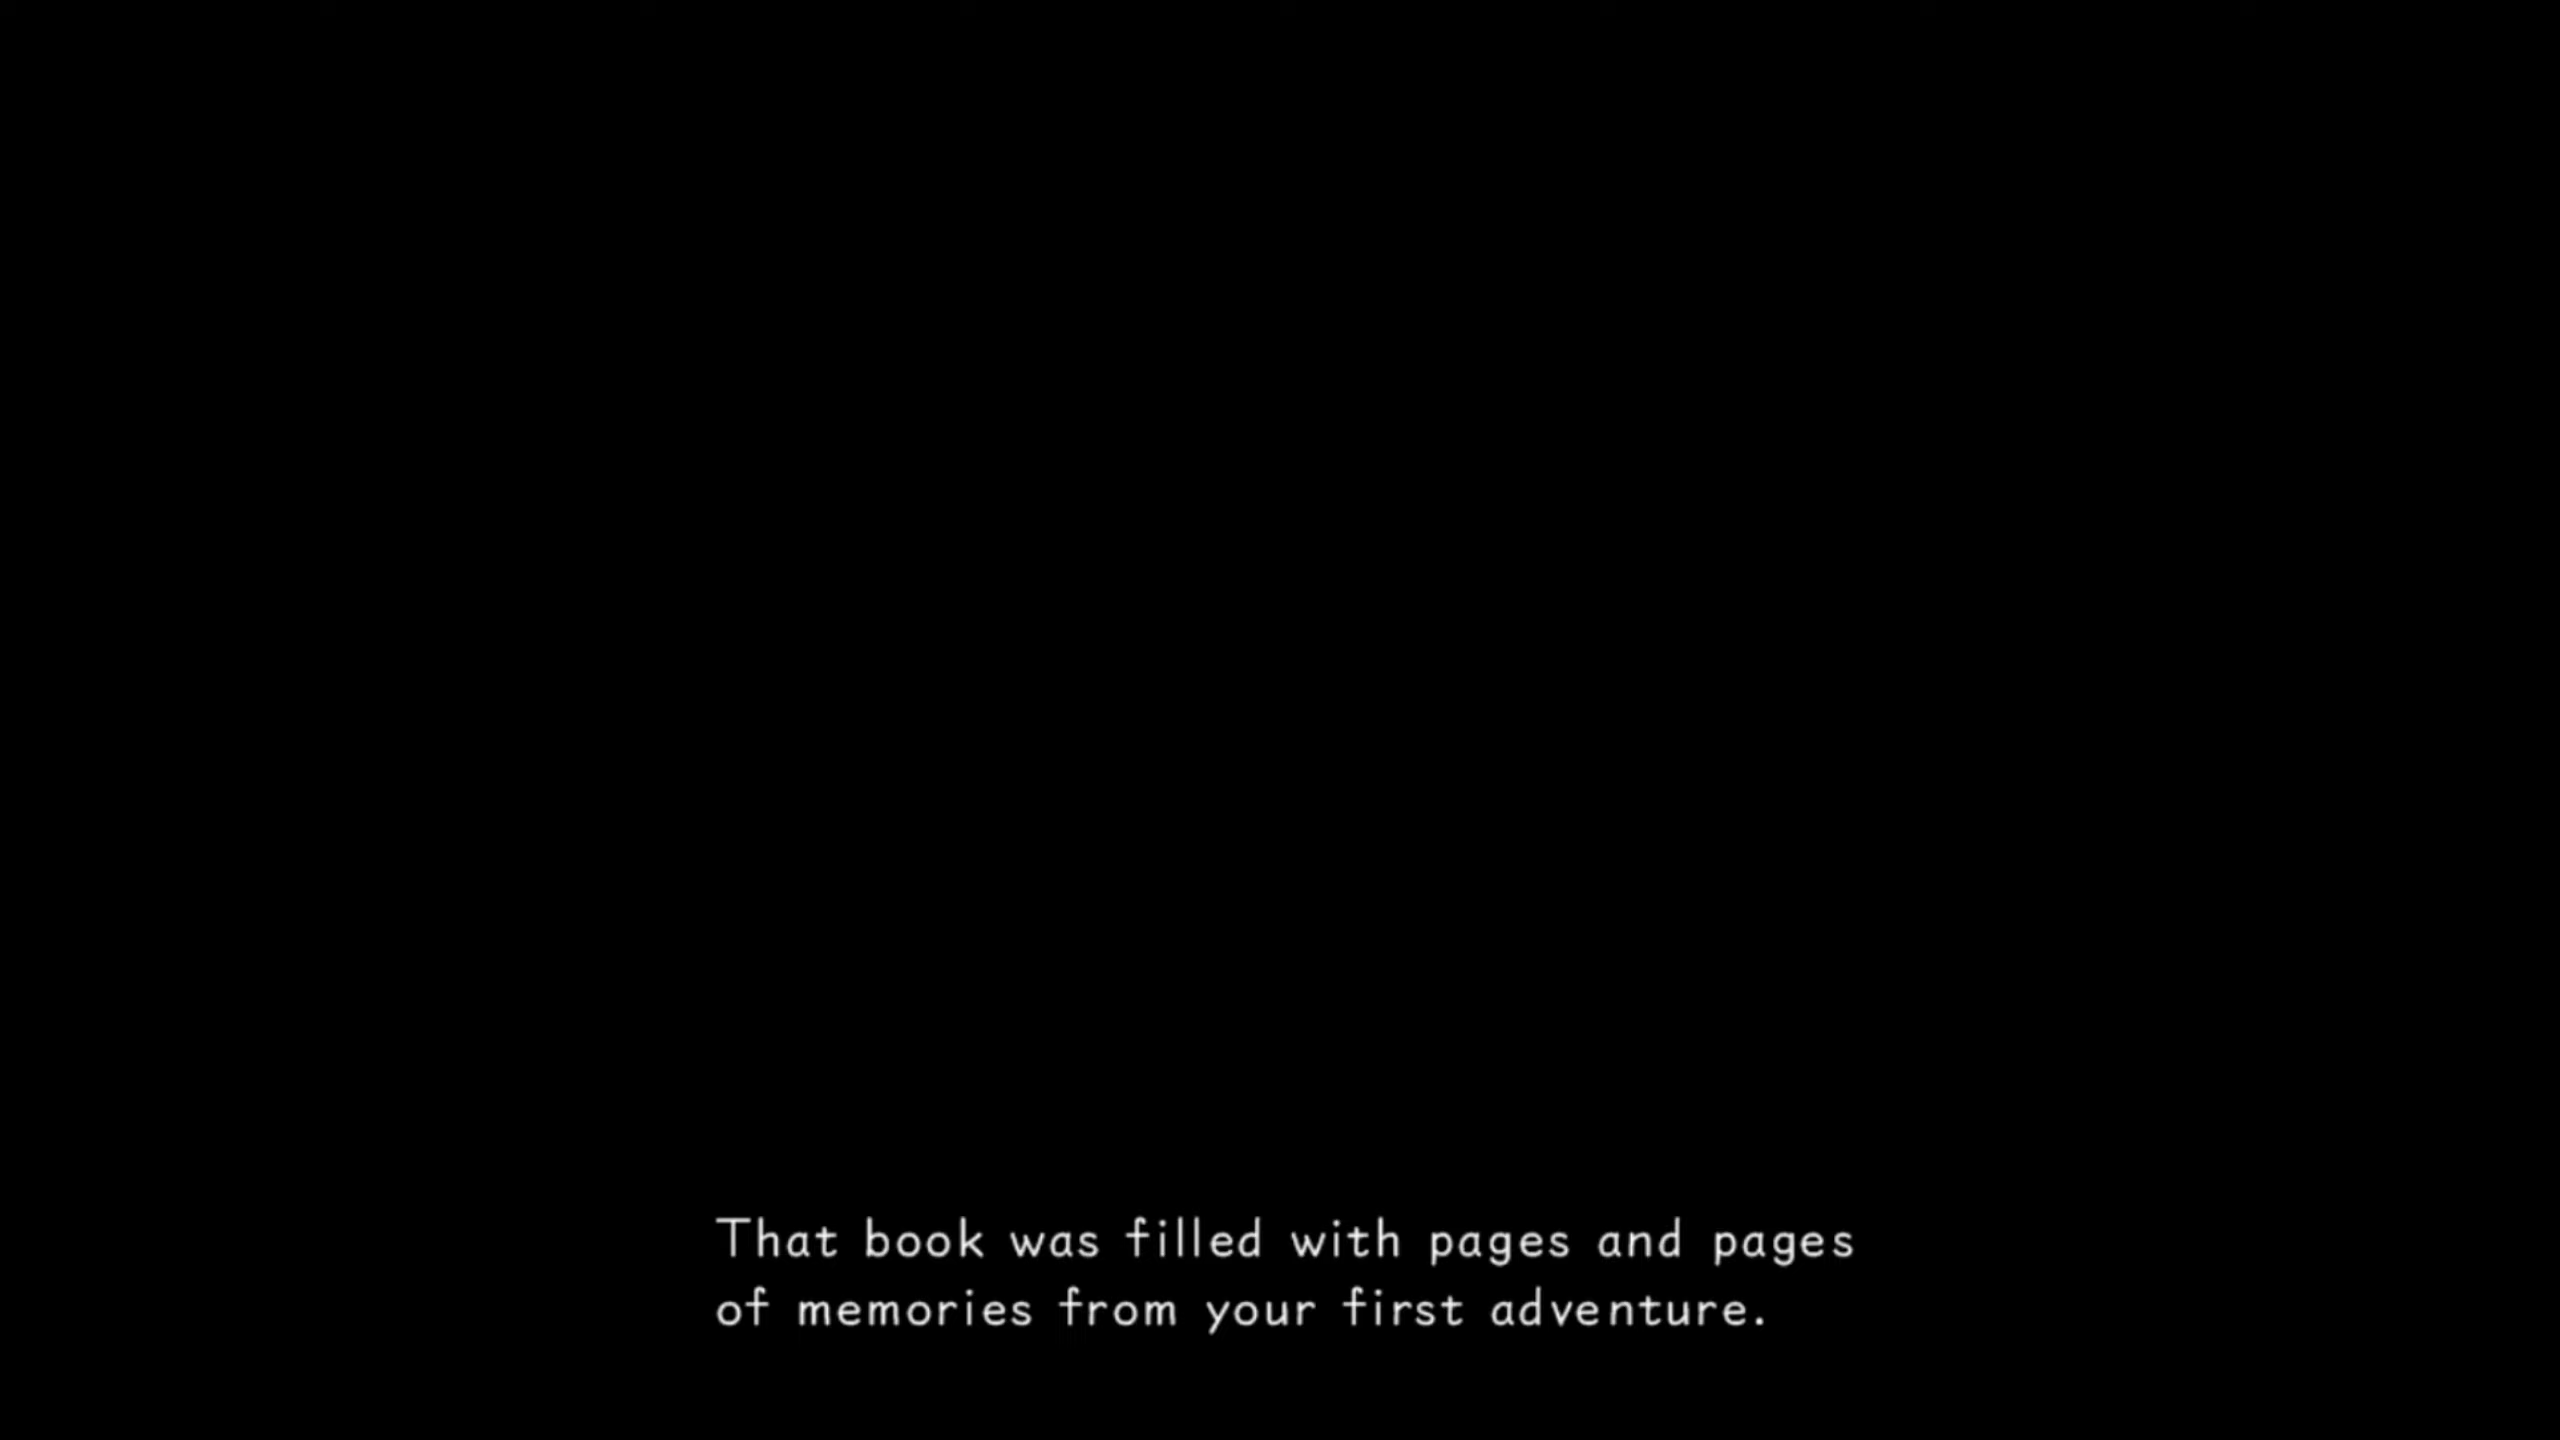 That book was filled with pages and pages
of memories from your first adventure.